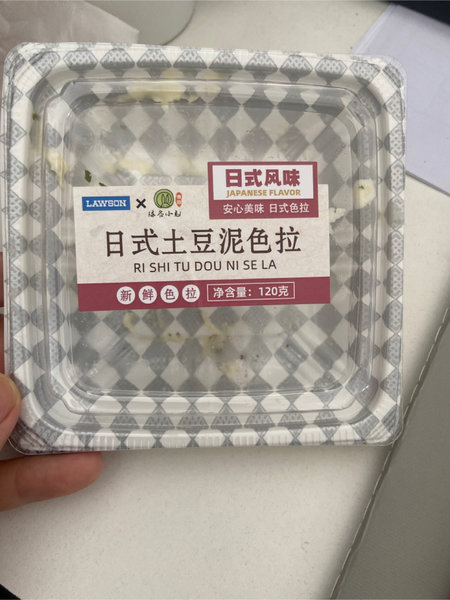 LAWSON ×
日式风味
JAPANESE FLAVOR
安心美味 日式色拉
日式土豆泥色拉
RI SHI TU DOU NI SE LA
新鲜色拉 净含量：120克